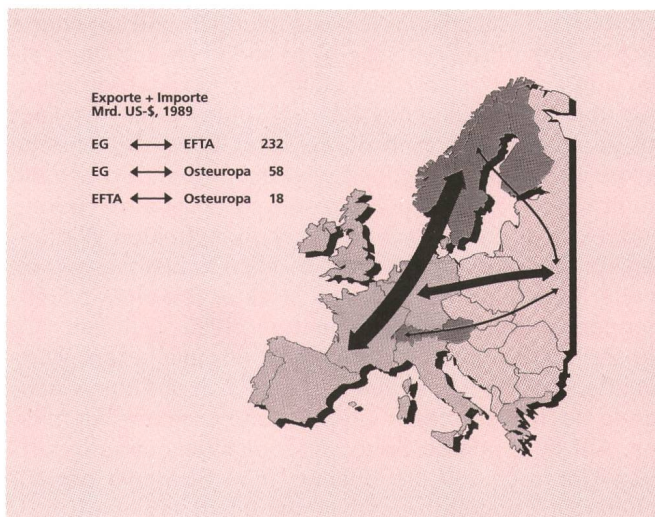 Exporte + Importe
Mrd. US-$, 1989
EG ↔ EFTA 232
EG ↔ Osteuropa 58
EFTA ↔ Osteuropa 18